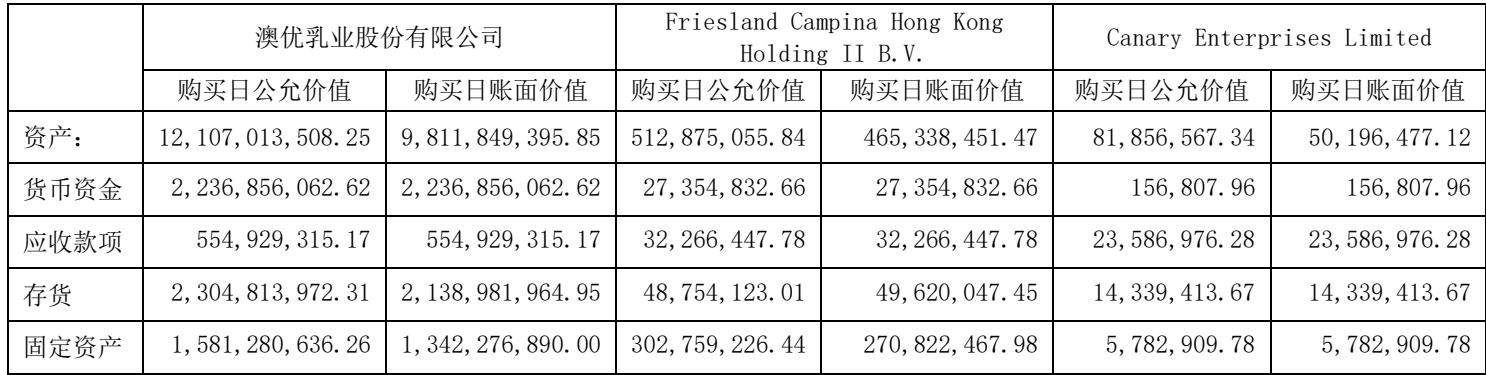 澳优乳业股份有限公司 Friesland Campina Hong Kong Holding II B.V. Canary Enterprises Limited
购买日公允价值 购买日账面价值 购买日公允价值 购买日账面价值 购买日公允价值 购买日账面价值
资产： 12,107,013,508.25 9,811,849,395.85 512,875,055.84 465,338,451.47 81,856,567.34 50,196,477.12
货币资金 2,236,856,062.62 2,236,856,062.62 27,354,832.66 27,354,832.66 156,807.96 156,807.96
应收款项 554,929,315.17 554,929,315.17 32,266,447.78 32,266,447.78 23,586,976.28 23,586,976.28
存货 2,304,813,972.31 2,138,981,964.95 48,754,123.01 49,620,047.45 14,339,413.67 14,339,413.67
固定资产 1,581,280,636.26 1,342,276,890.00 302,759,226.44 270,822,467.98 5,782,909.78 5,782,909.78